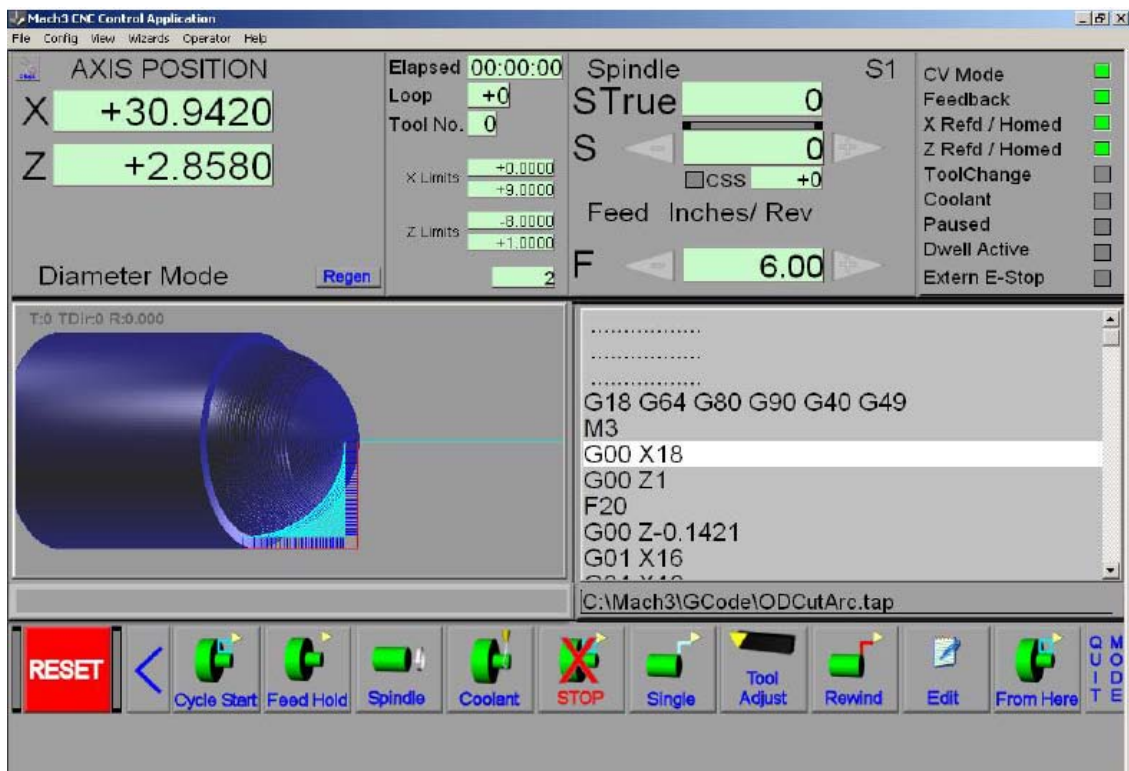 Mach3 CNC Control Application
File Config View Wizards Operator Help
AXIS POSITION
X +30.9420
Z +2.8580
Diameter Mode
Regen
Elapsed 00:00:00
Loop +0
Tool No. 0
X Limits +0.0000
+9.0000
Z Limits -8.0000
+1.0000
2
Spindle S1
STrue 0
S 0
CSS +0
Feed Inches/ Rev
F 6.00
CV Mode
Feedback
X Refd / Homed
Z Refd / Homed
ToolChange
Coolant
Paused
Dwell Active
Extern E-Stop
T:0 TDir:0 R:0.000
.................
.................
.................
G18 G64 G80 G90 G40 G49
M3
G00 X18
G00 Z1
F20
G00 Z-0.1421
G01 X16
C:\Mach3\GCode\ODCutArc.tap
RESET
Cycle Start
Feed Hold
Spindle
Coolant
STOP
Single
Tool
Adjust
Rewind
Edit
From Here
QUIT
MODE